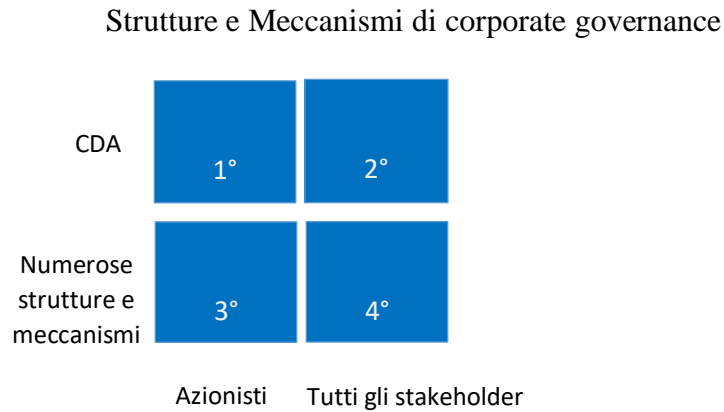 Strutture e Meccanismi di corporate governance
CDA
1°
2°
Numerose
strutture e
meccanismi
3°
4°
Azionisti
Tutti gli stakeholder